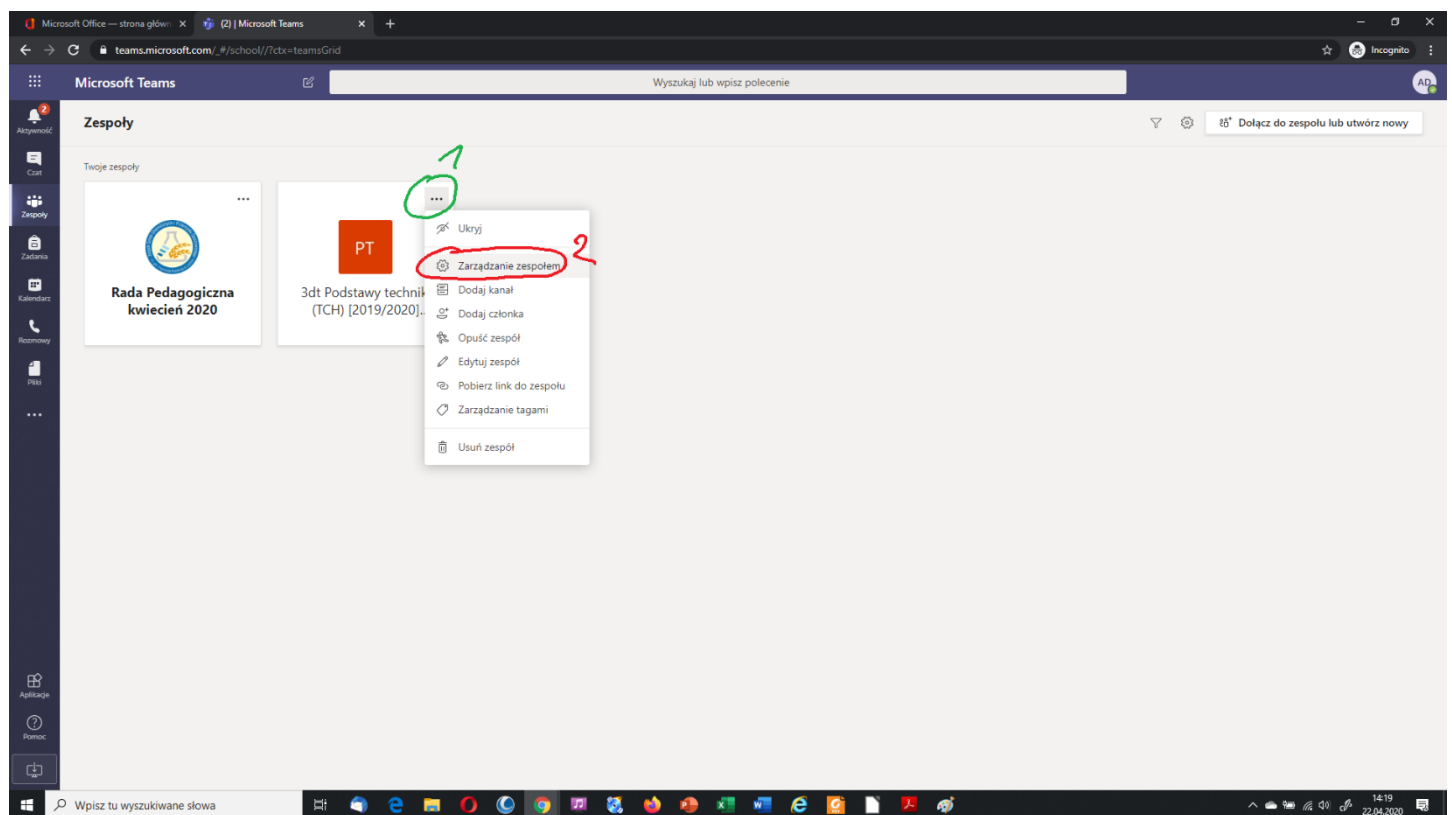 Microsoft Office — strona główn
(2) | Microsoft Teams
teams.microsoft.com/_#/school//?ctx=teamsGrid
Incognito
Microsoft Teams
Wyszukaj lub wpisz polecenie
AD
2
Aktywność
Czat
Zespoły
Zadania
Kalendarz
Rozmowy
Pliki
Aplikacje
Pomoc
Zespoły
Dołącz do zespołu lub utwórz nowy
Twoje zespoły
1
Rada Pedagogiczna
kwiecień 2020
PT
3dt Podstawy technik
(TCH) [2019/2020]...
Ukryj
2
Zarządzanie zespołem
Dodaj kanał
Dodaj członka
Opuść zespół
Edytuj zespół
Pobierz link do zespołu
Zarządzanie tagami
Usuń zespół
Wpisz tu wyszukiwane słowa
14:19
22.04.2020